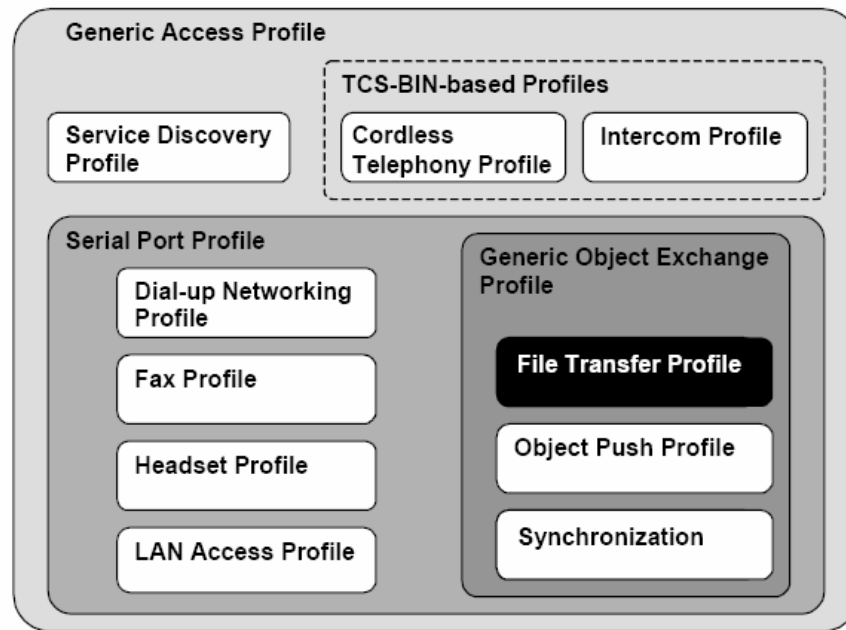 Generic Access Profile
TCS-BIN-based Profiles
Service Discovery
Profile
Cordless
Telephony Profile
Intercom Profile
Serial Port Profile
Dial-up Networking
Profile
Fax Profile
Headset Profile
LAN Access Profile
Generic Object Exchange
Profile
File Transfer Profile
Object Push Profile
Synchronization